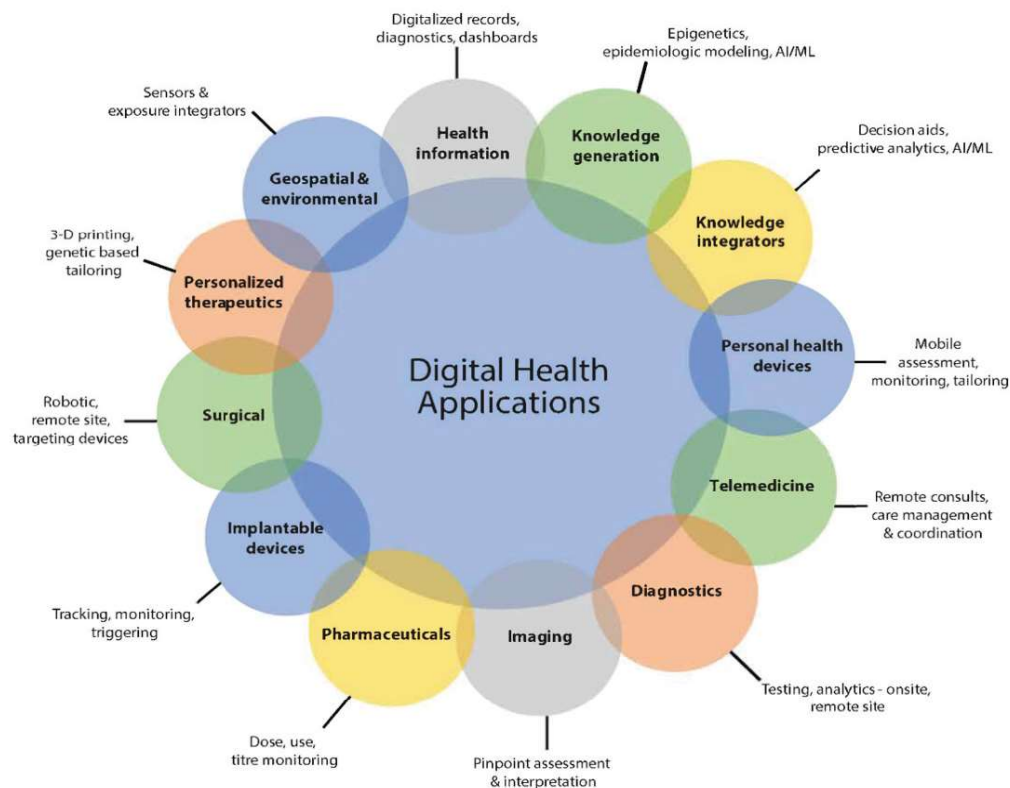 Digitalized records,
diagnostics, dashboards
Health
information
Epigenetics,
epidemiologic modeling, AI/ML
Knowledge
generation
Decision aids,
predictive analytics, AI/ML
Knowledge
integrators
Personal health
devices
Mobile
assessment,
monitoring, tailoring
Telemedicine
Remote consults,
care management
& coordination
Diagnostics
Testing, analytics - onsite,
remote site
Imaging
Pinpoint assessment
& interpretation
Pharmaceuticals
Dose, use,
titre monitoring
Implantable
devices
Tracking, monitoring,
triggering
Surgical
Robotic,
remote site,
targeting devices
Personalized
therapeutics
3-D printing,
genetic based
tailoring
Geospatial &
environmental
Sensors &
exposure integrators
Digital Health
Applications